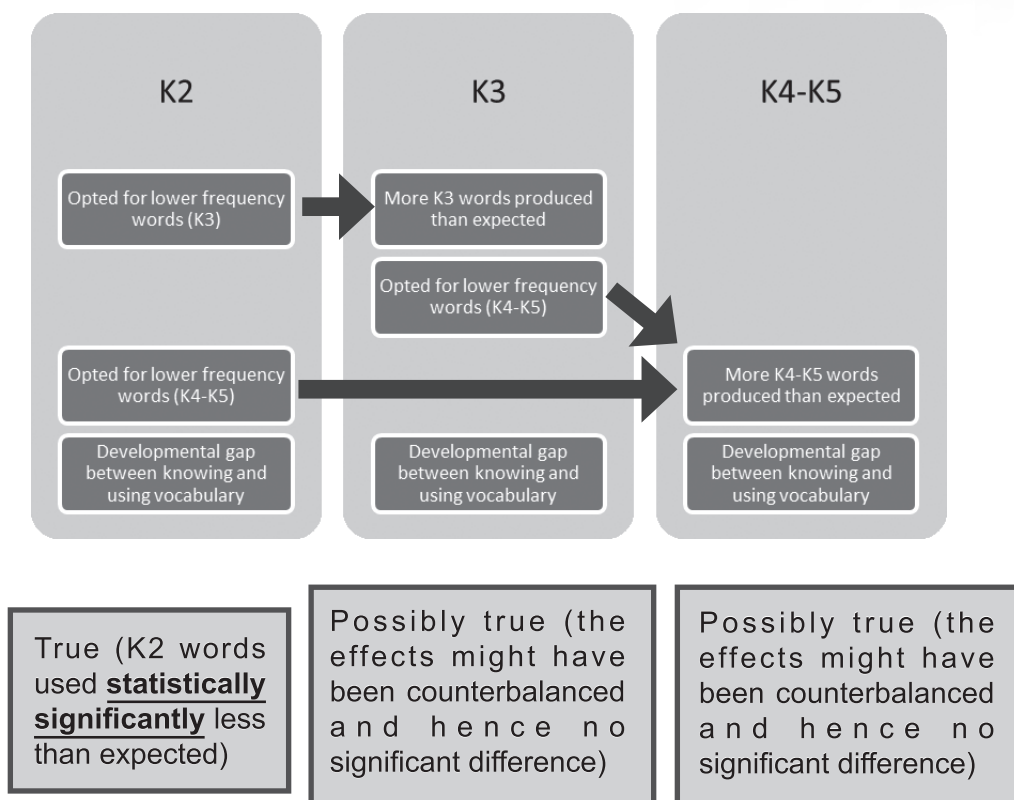 K2
Opted for lower frequency
words (K3)
Opted for lower frequency
words (K4-K5)
Developmental gap
between knowing and
using vocabulary
K3
More K3 words produced
than expected
Opted for lower frequency
words (K4-K5)
Developmental gap
between knowing and
using vocabulary
K4-K5
More K4-K5 words
produced than expected
Developmental gap
between knowing and
using vocabulary
True (K2 words
used statistically
significantly less
than expected)
Possibly true (the
effects might have
been counterbalanced
and hence no
significant difference)
Possibly true (the
effects might have
been counterbalanced
and hence no
significant difference)